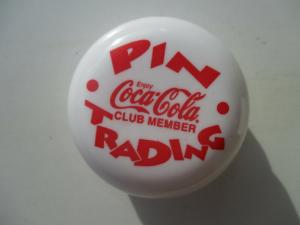 PIN
Enjoy
Coca-Cola
CLUB MEMBER
TRADING